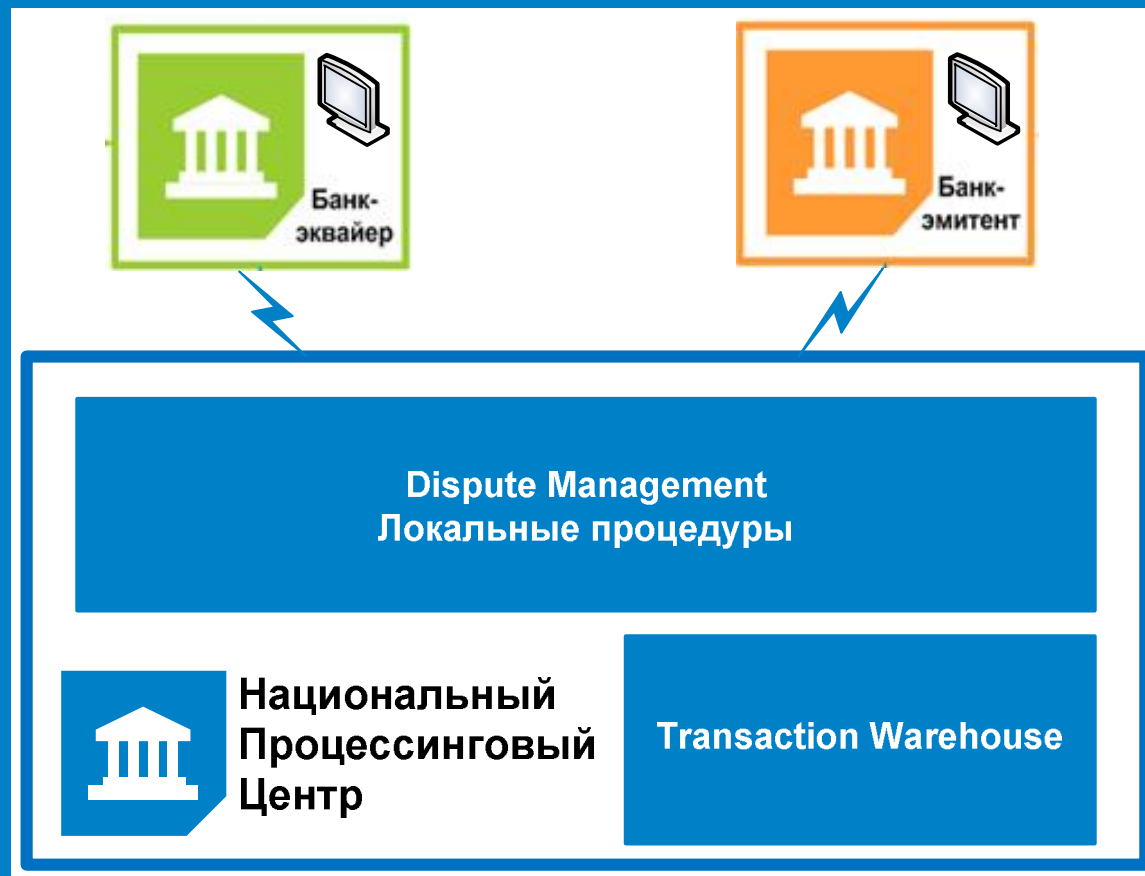 Банк-
эквайер
Банк-
эмитент
Dispute Management
Локальные процедуры
Национальный
Процессинговый
Центр
Transaction Warehouse